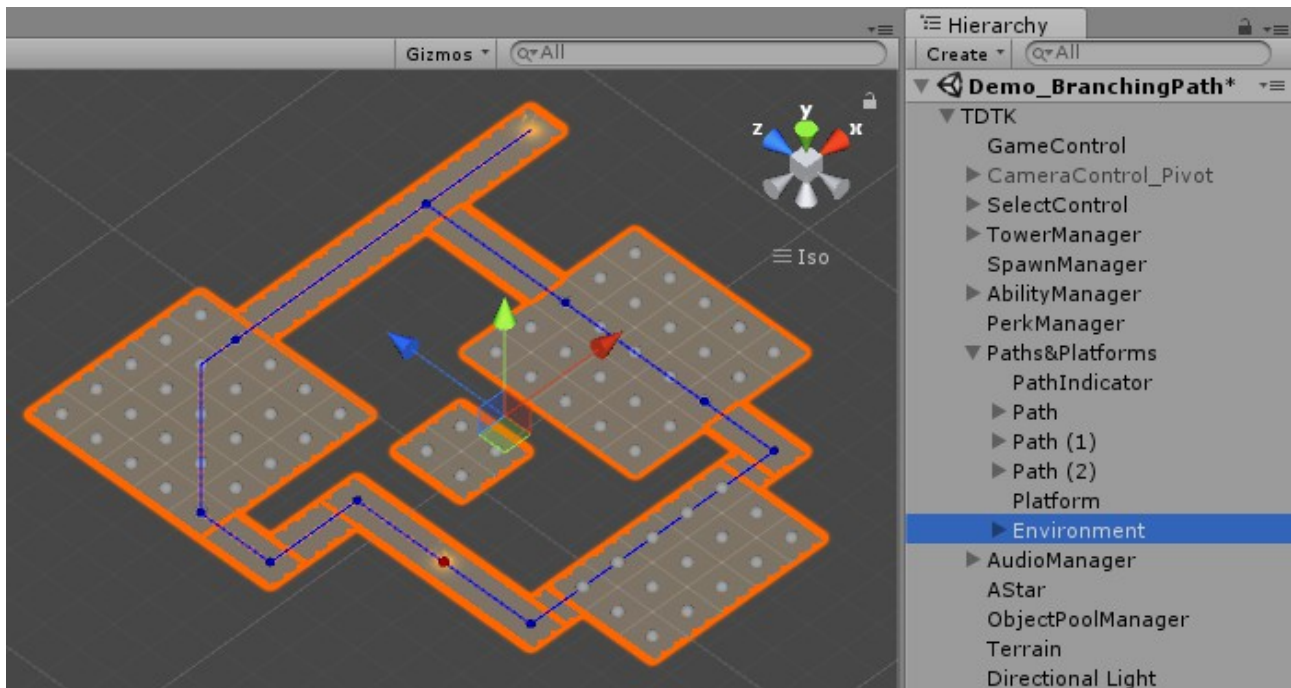 Hierarchy
Gizmos
All
Create
All
Demo_BranchingPath*
TDTK
GameControl
CameraControl_Pivot
SelectControl
TowerManager
SpawnManager
AbilityManager
PerkManager
Paths&Platforms
PathIndicator
Path
Path (1)
Path (2)
Platform
Environment
AudioManager
AStar
ObjectPoolManager
Terrain
Directional Light
y
z
x
Iso